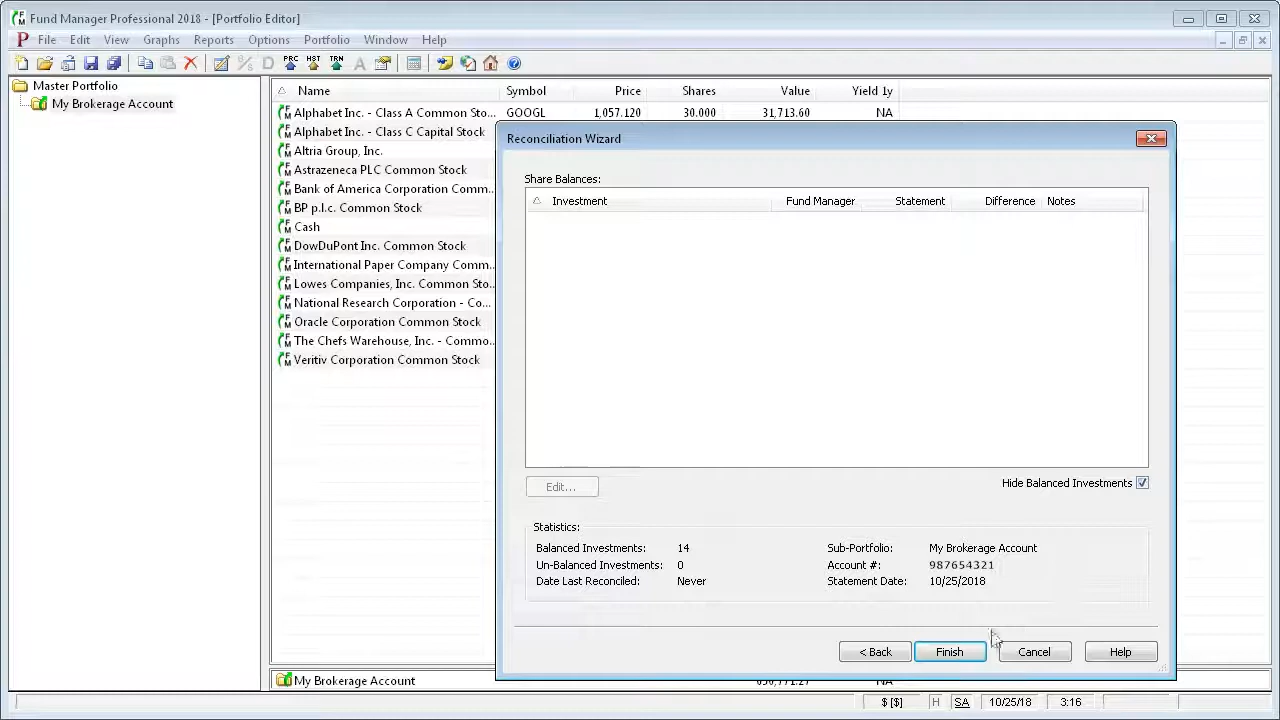 Fund Manager Professional 2018 - [Portfolio Editor]
File Edit View Graphs Reports Options Portfolio Window Help
PRC HST TRN
Master Portfolio
My Brokerage Account
Name Symbol Price Shares Value Yield 1y
Alphabet Inc. - Class A Common Sto... GOOGL 1,057.120 30.000 31,713.60 NA
Alphabet Inc. - Class C Capital Stock
Altria Group, Inc.
Astrazeneca PLC Common Stock
Bank of America Corporation Comm...
BP p.l.c. Common Stock
Cash
DowDuPont Inc. Common Stock
International Paper Company Comm...
Lowes Companies, Inc. Common Sto...
National Research Corporation - Co...
Oracle Corporation Common Stock
The Chefs Warehouse, Inc. - Commo...
Veritiv Corporation Common Stock
Reconciliation Wizard
Share Balances:
Investment Fund Manager Statement Difference Notes
Edit...
Hide Balanced Investments
Statistics:
Balanced Investments: 14 Sub-Portfolio: My Brokerage Account
Un-Balanced Investments: 0 Account #: 987654321
Date Last Reconciled: Never Statement Date: 10/25/2018
< Back Finish Cancel Help
My Brokerage Account
$ [$] H SA 10/25/18 3:16